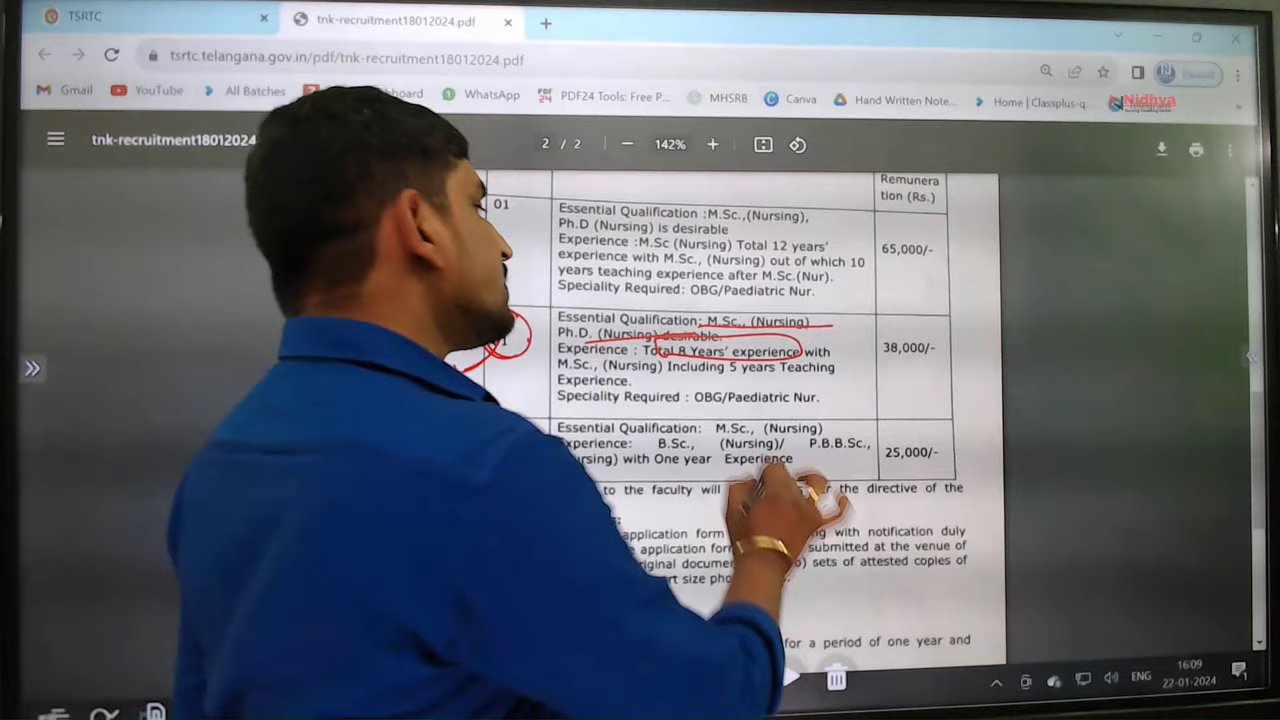 TSRTC
tnk-recruitment18012024.pdf
tsrtc.telangana.gov.in/pdf/tnk-recruitment18012024.pdf
Gmail YouTube All Batches WhatsApp PDF24 Tools: Free P... MHSRB Canva Hand Written Note... Home | Classplus-q...
Nidhya
tnk-recruitment18012024
2 / 2 142%
Remunera
tion (Rs.)
01
Essential Qualification :M.Sc.,(Nursing),
Ph.D (Nursing) is desirable
Experience :M.Sc (Nursing) Total 12 years'
experience with M.Sc., (Nursing) out of which 10
years teaching experience after M.Sc.(Nur).
Speciality Required: OBG/Paediatric Nur.
65,000/-
Essential Qualification: M.Sc., (Nursing)
Ph.D. (Nursing) desirable.
Experience : Total 8 Years' experience with
M.Sc., (Nursing) Including 5 years Teaching
Experience.
Speciality Required : OBG/Paediatric Nur.
38,000/-
Essential Qualification: M.Sc., (Nursing)
Experience: B.Sc., (Nursing)/ P.B.B.Sc.,
with One year Experience
25,000/-
to the faculty will the directive of the
application form with notification duly
application form submitted at the venue of
sets of attested copies of
size
for a period of one year and
ENG
16:09
22-01-2024